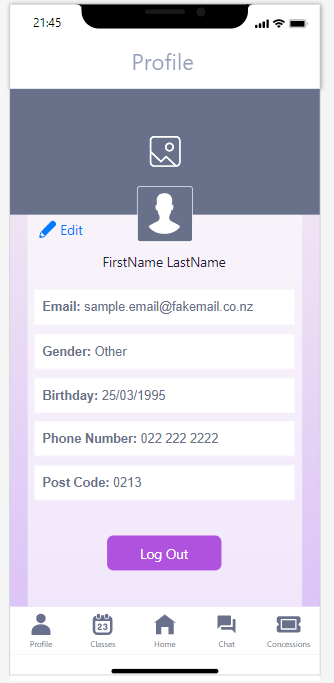 21:45
Profile
Edit
FirstName LastName
Email: sample.email@fakemail.co.nz
Gender: Other
Birthday: 25/03/1995
Phone Number: 022 222 2222
Post Code: 0213
Log Out
23
Profile Classes Home Chat Concessions